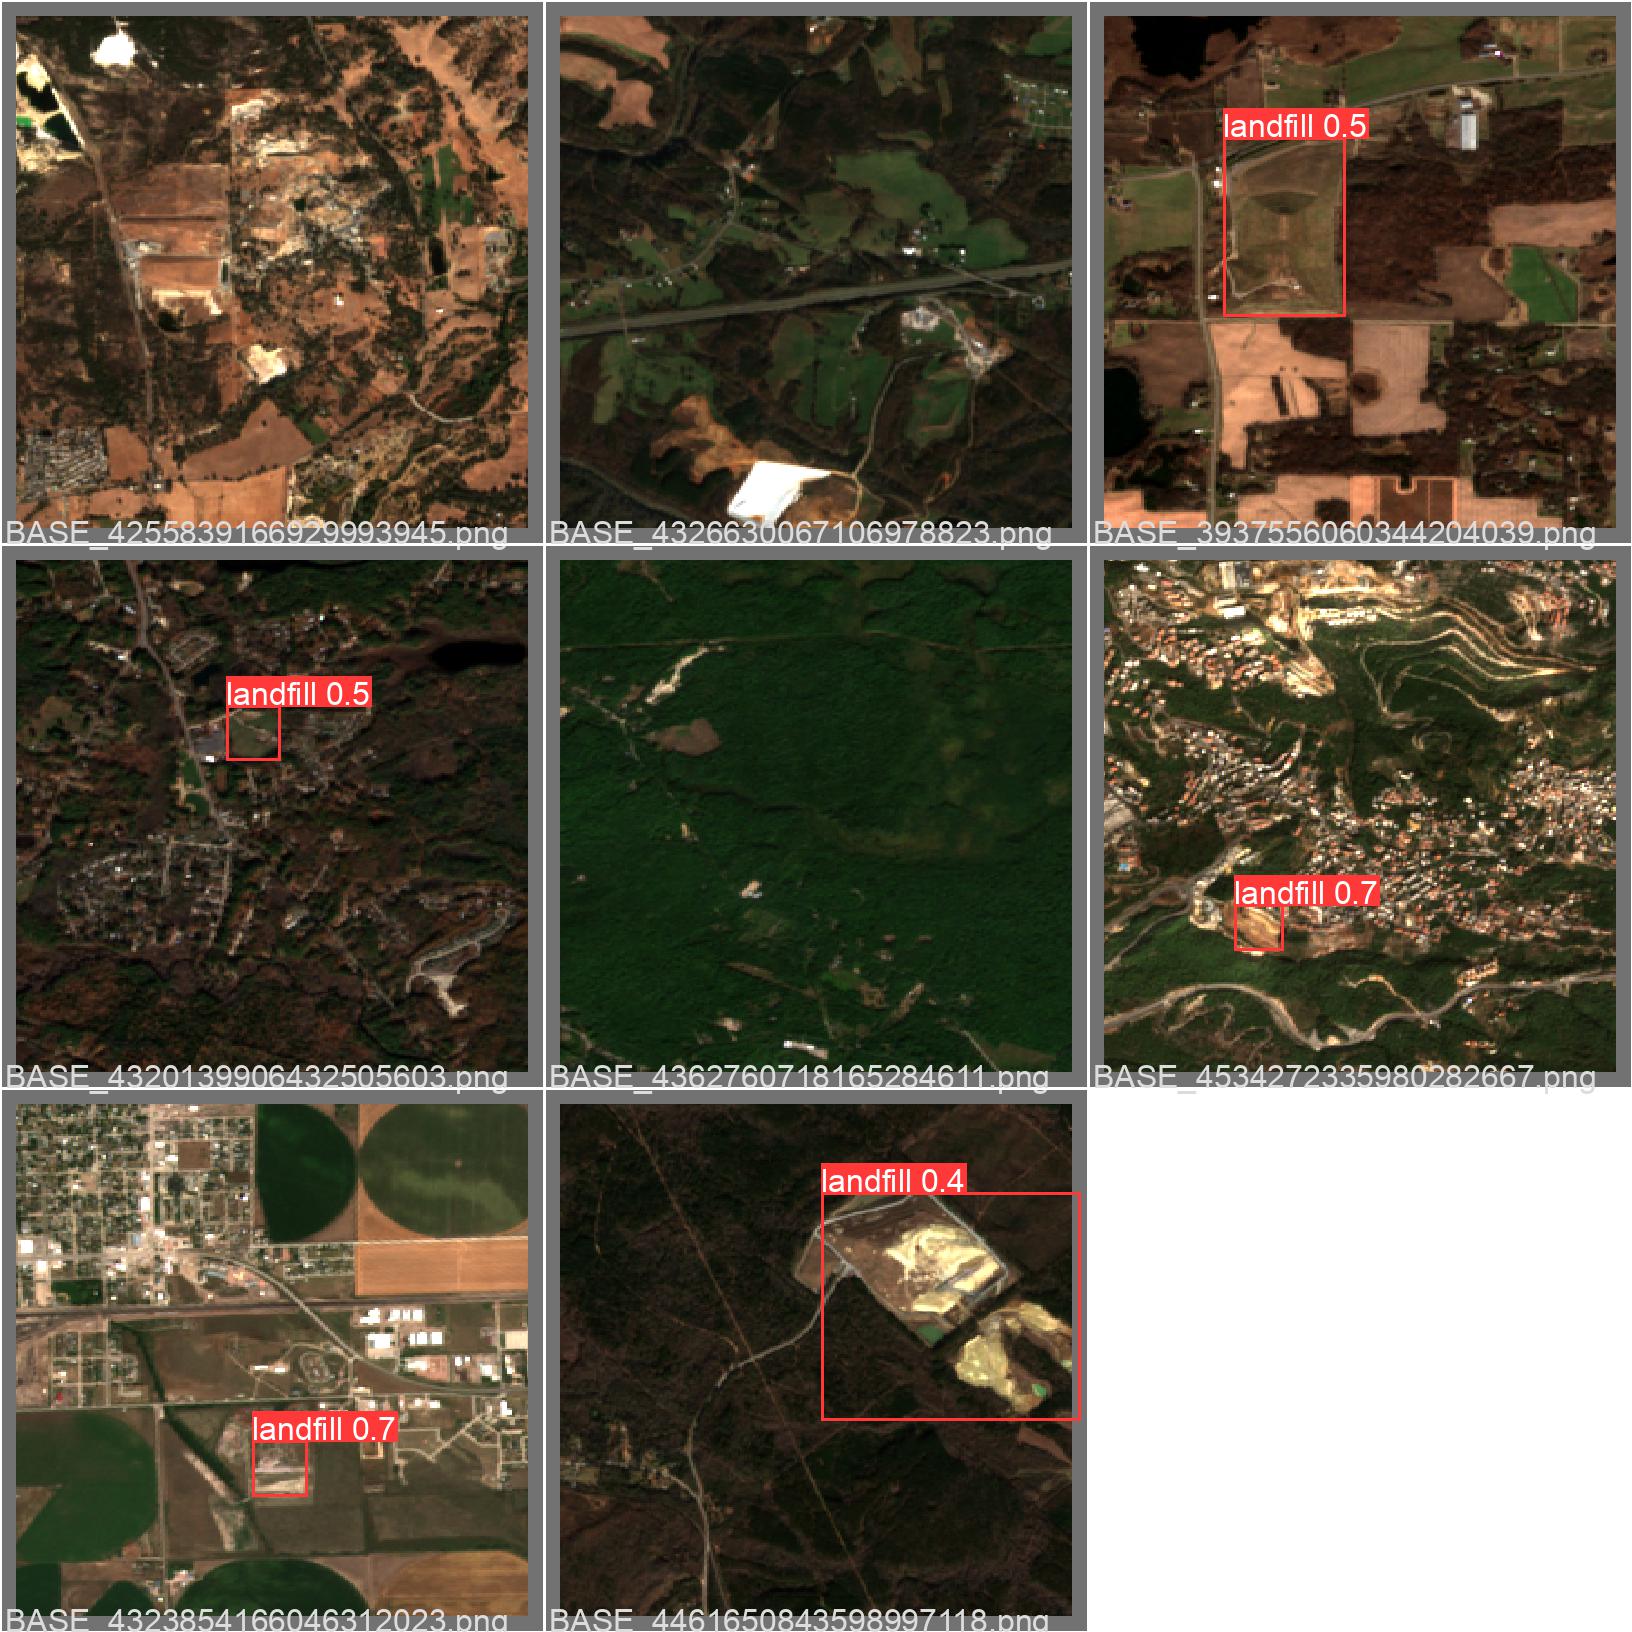 landfill 0.5
BASE_4255839166929993945.png
BASE_4326630067106978823.png
BASE_3937556060344204039.png
landfill 0.5
landfill 0.7
BASE_4320139906432505603.png
BASE_4362760718165284611.png
BASE_4534272335980282667.png
landfill 0.7
landfill 0.4
BASE_4323854166046312023.png
BASE_4461650843598997118.png